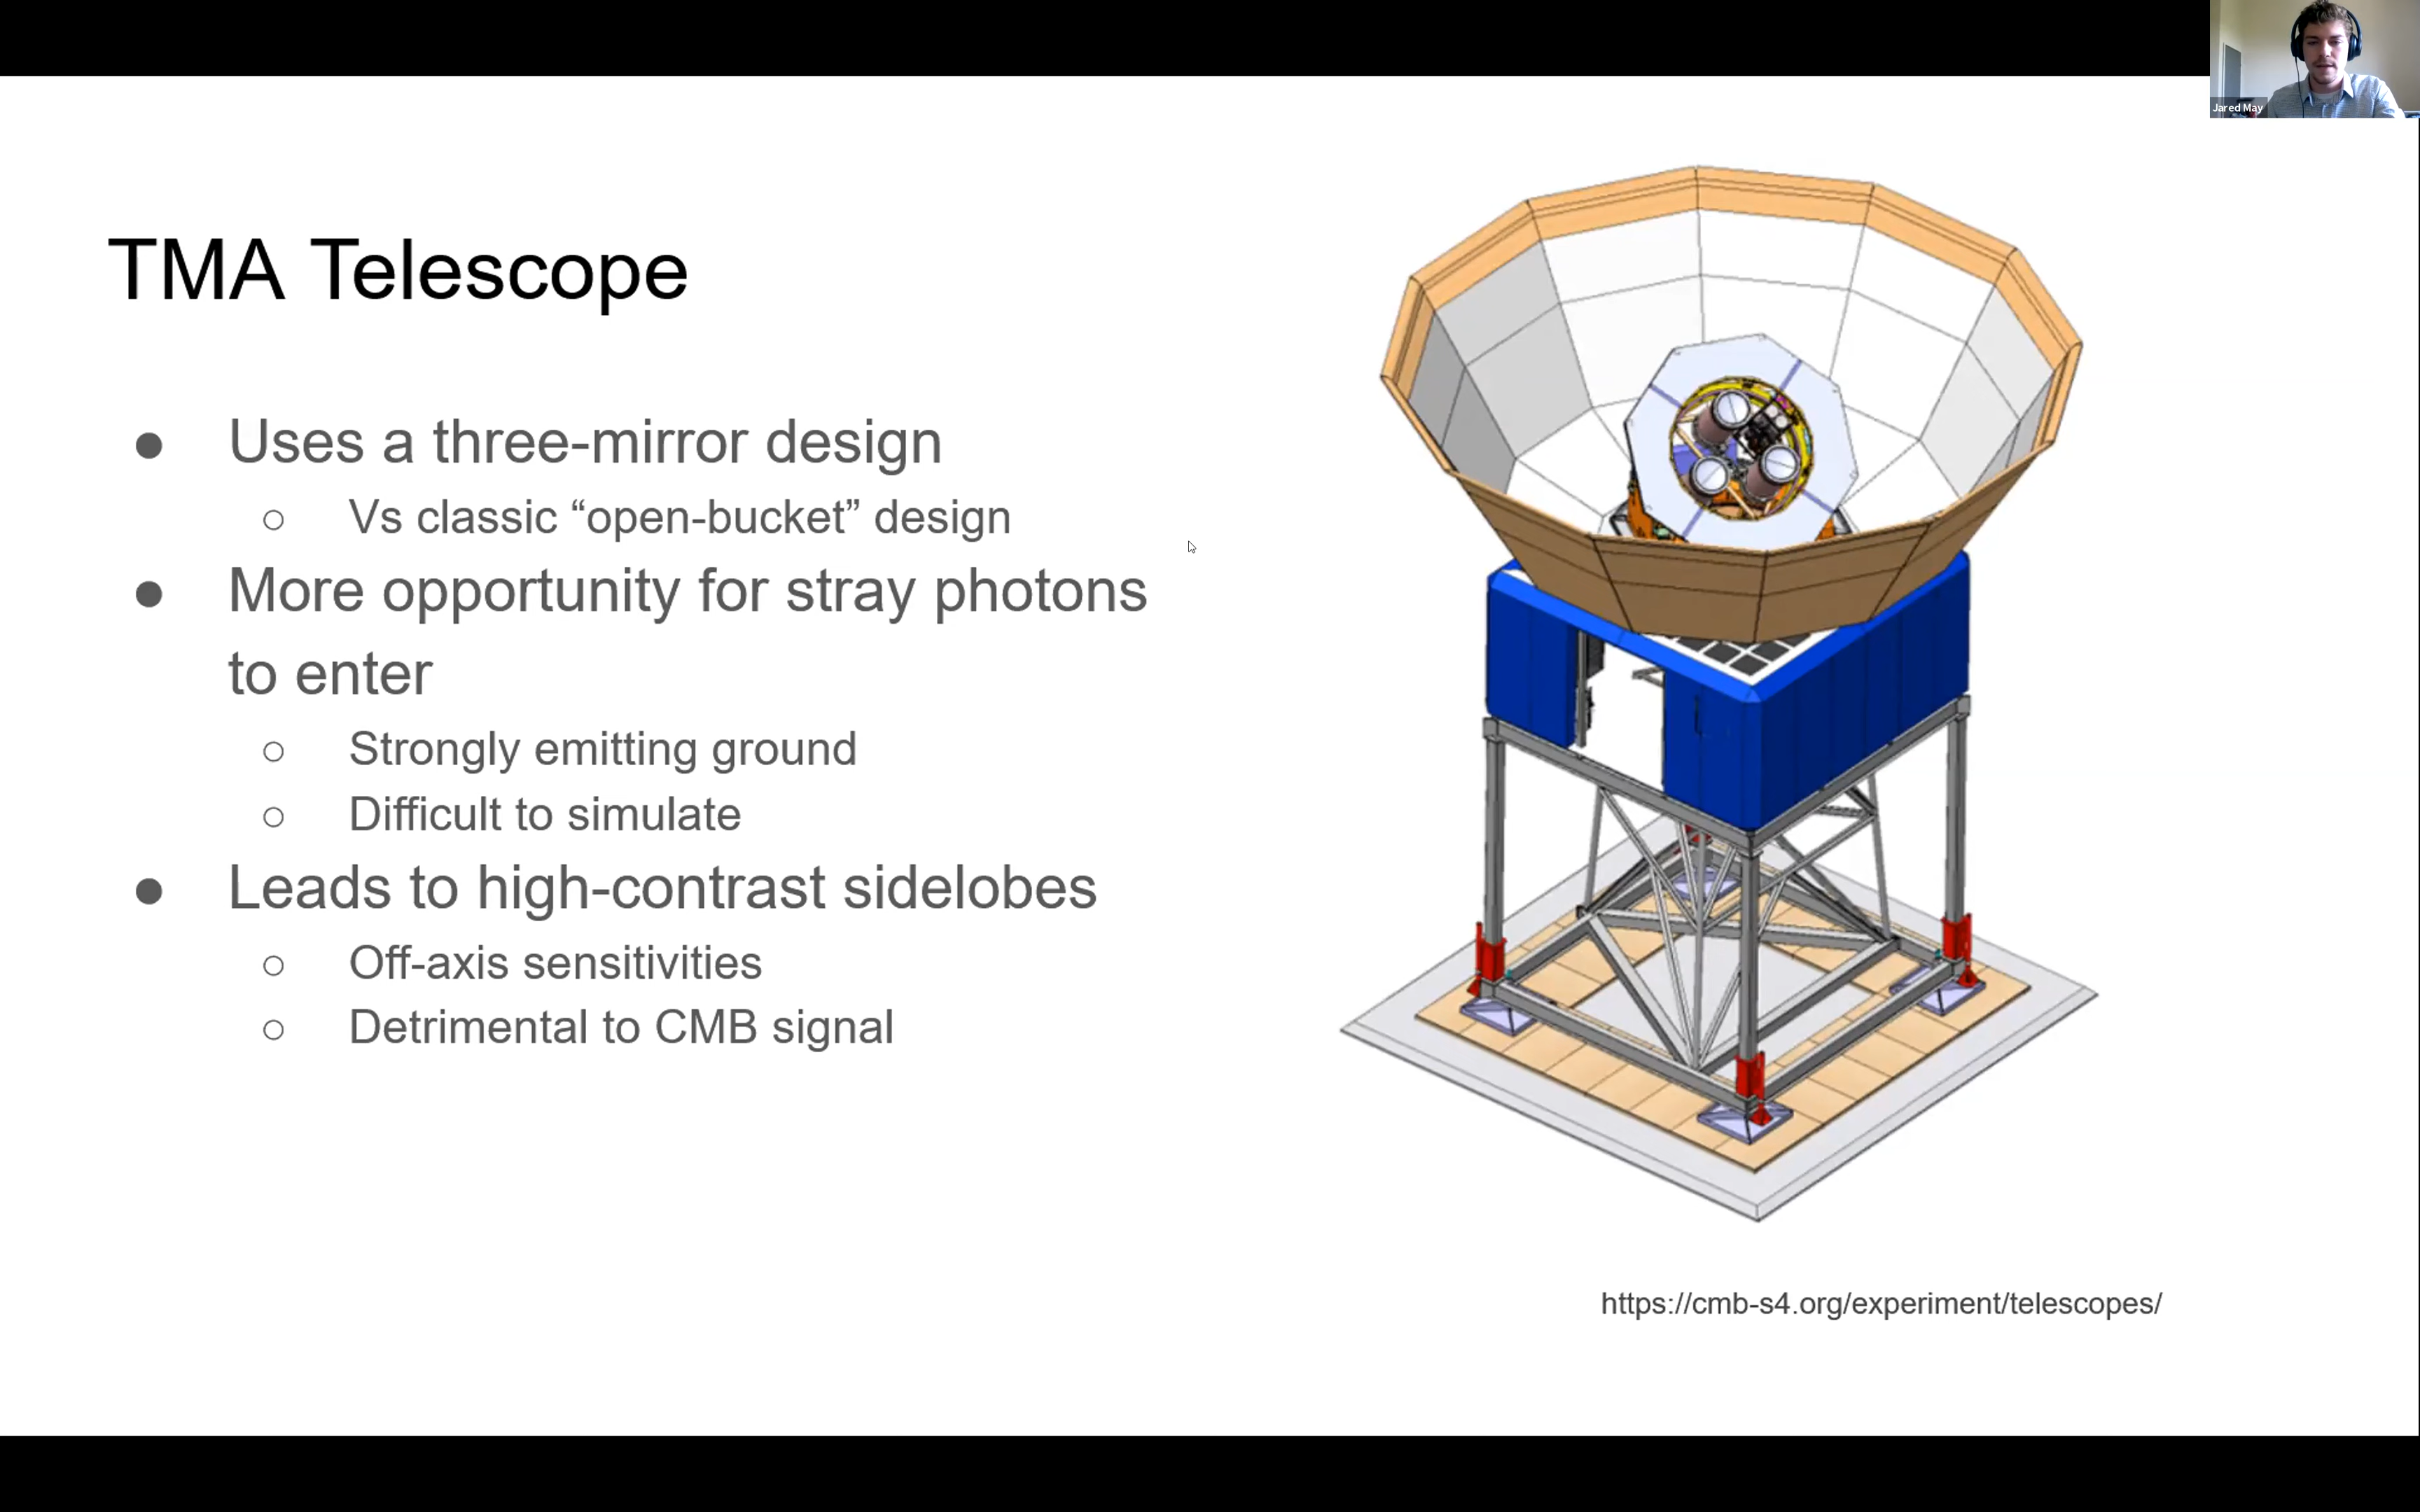 Jared May
TMA Telescope
● Uses a three-mirror design
○ Vs classic “open-bucket” design
● More opportunity for stray photons
to enter
○ Strongly emitting ground
○ Difficult to simulate
● Leads to high-contrast sidelobes
○ Off-axis sensitivities
○ Detrimental to CMB signal
https://cmb-s4.org/experiment/telescopes/